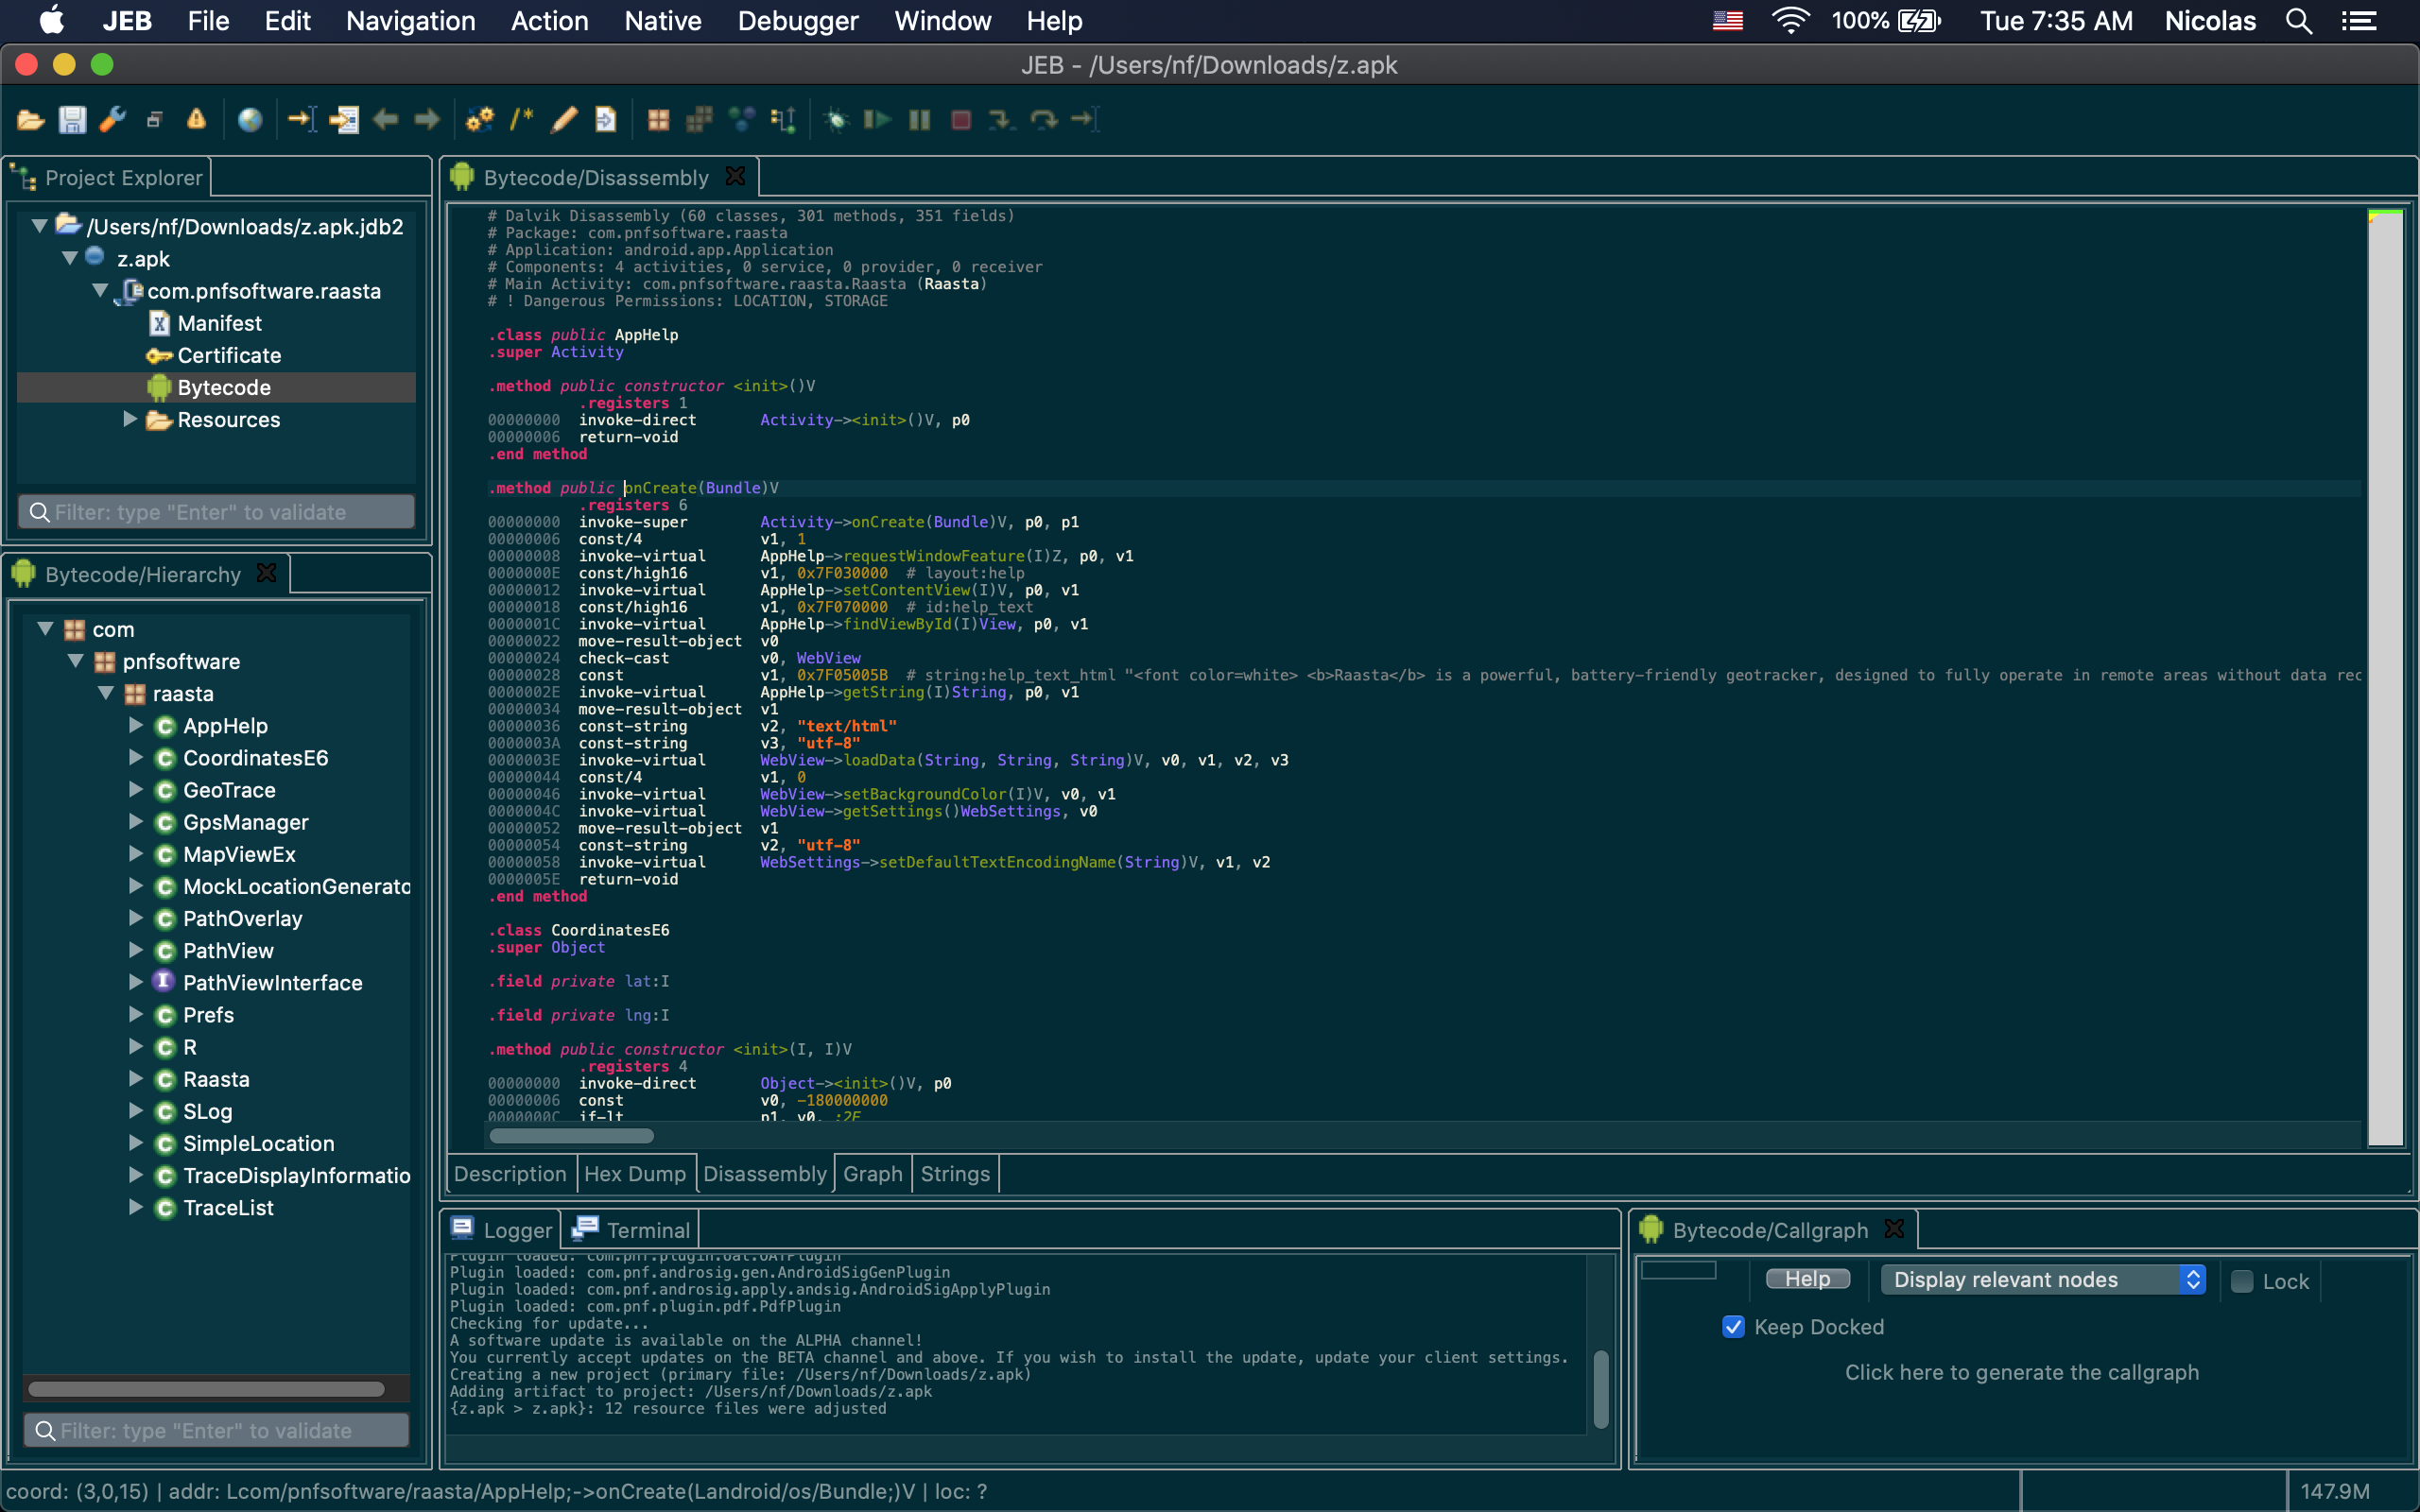 JEB File Edit Navigation Action Native Debugger Window Help 100% Tue 7:35 AM Nicolas
JEB - /Users/nf/Downloads/z.apk
Project Explorer
/Users/nf/Downloads/z.apk.jdb2
z.apk
com.pnfsoftware.raasta
Manifest
Certificate
Bytecode
Resources
Filter: type "Enter" to validate
Bytecode/Hierarchy
com
pnfsoftware
raasta
AppHelp
CoordinatesE6
GeoTrace
GpsManager
MapViewEx
MockLocationGenerato
PathOverlay
PathView
PathViewInterface
Prefs
R
Raasta
SLog
SimpleLocation
TraceDisplayInformatio
TraceList
Filter: type "Enter" to validate
Bytecode/Disassembly
# Dalvik Disassembly (60 classes, 301 methods, 351 fields)
# Package: com.pnfsoftware.raasta
# Application: android.app.Application
# Components: 4 activities, 0 service, 0 provider, 0 receiver
# Main Activity: com.pnfsoftware.raasta.Raasta (Raasta)
# ! Dangerous Permissions: LOCATION, STORAGE
.class public AppHelp
.super Activity
.method public constructor <init>()V
.registers 1
00000000 invoke-direct Activity-><init>()V, p0
00000006 return-void
.end method
.method public onCreate(Bundle)V
.registers 6
00000000 invoke-super Activity->onCreate(Bundle)V, p0, p1
00000006 const/4 v1, 1
00000008 invoke-virtual AppHelp->requestWindowFeature(I)Z, p0, v1
0000000E const/high16 v1, 0x7F030000 # layout:help
00000012 invoke-virtual AppHelp->setContentView(I)V, p0, v1
00000018 const/high16 v1, 0x7F070000 # id:help_text
0000001C invoke-virtual AppHelp->findViewById(I)View, p0, v1
00000022 move-result-object v0
00000024 check-cast v0, WebView
00000028 const v1, 0x7F05005B # string:help_text_html "<font color=white> <b>Raasta</b> is a powerful, battery-friendly geotracker, designed to fully operate in remote areas without data rec
0000002E invoke-virtual AppHelp->getString(I)String, p0, v1
00000034 move-result-object v1
00000036 const-string v2, "text/html"
0000003A const-string v3, "utf-8"
0000003E invoke-virtual WebView->loadData(String, String, String)V, v0, v1, v2, v3
00000044 const/4 v1, 0
00000046 invoke-virtual WebView->setBackgroundColor(I)V, v0, v1
0000004C invoke-virtual WebView->getSettings()WebSettings, v0
00000052 move-result-object v1
00000054 const-string v2, "utf-8"
00000058 invoke-virtual WebSettings->setDefaultTextEncodingName(String)V, v1, v2
0000005E return-void
.end method
.class CoordinatesE6
.super Object
.field private lat:I
.field private lng:I
.method public constructor <init>(I, I)V
.registers 4
00000000 invoke-direct Object-><init>()V, p0
00000006 const v0, -180000000
0000000C if-lt p1, v0, :2E
Description Hex Dump Disassembly Graph Strings
Logger Terminal
Plugin loaded: com.pnf.plugin.oat.OATPlugin
Plugin loaded: com.pnf.androsig.gen.AndroidSigGenPlugin
Plugin loaded: com.pnf.androsig.apply.andsig.AndroidSigApplyPlugin
Plugin loaded: com.pnf.plugin.pdf.PdfPlugin
Checking for update...
A software update is available on the ALPHA channel!
You currently accept updates on the BETA channel and above. If you wish to install the update, update your client settings.
Creating a new project (primary file: /Users/nf/Downloads/z.apk)
Adding artifact to project: /Users/nf/Downloads/z.apk
{z.apk > z.apk}: 12 resource files were adjusted
Bytecode/Callgraph
Help Display relevant nodes Lock
Keep Docked
Click here to generate the callgraph
coord: (3,0,15) | addr: Lcom/pnfsoftware/raasta/AppHelp;->onCreate(Landroid/os/Bundle;)V | loc: ? 147.9M